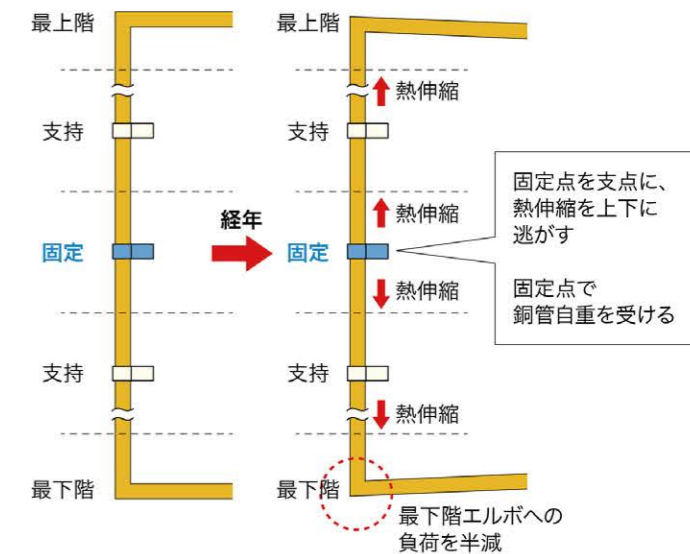 最上階
支持
固定
支持
最下階
経年
最上階
熱伸縮
支持
熱伸縮
固定
熱伸縮
支持
熱伸縮
最下階
固定点を支点に、
熱伸縮を上下に
逃がす
固定点で
銅管自重を受ける
最下階エルボへの
負荷を半減